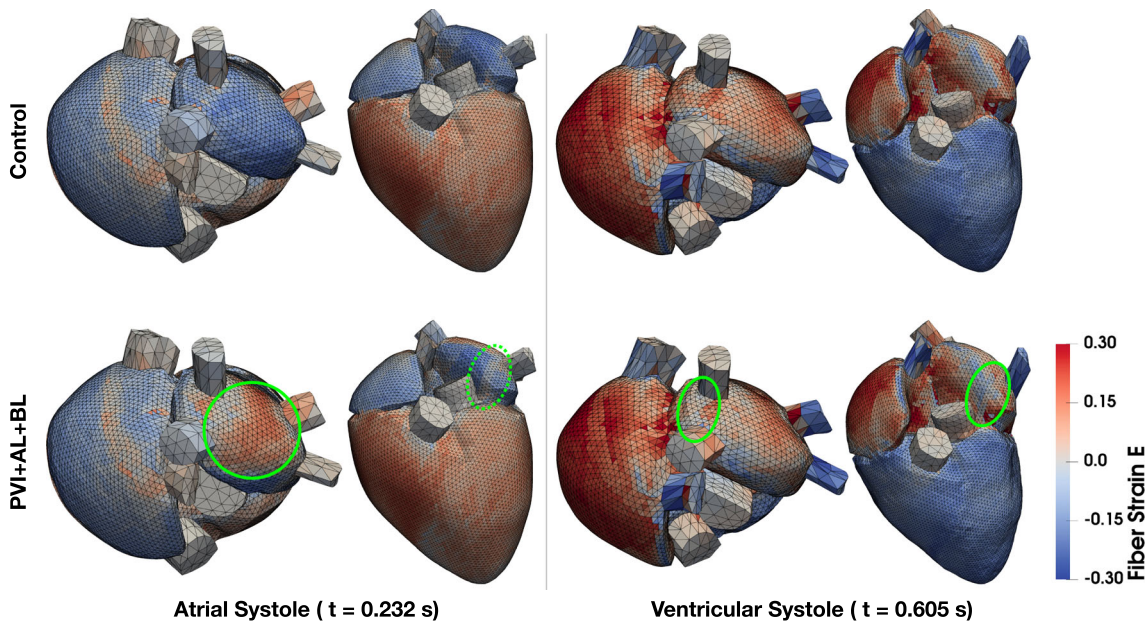 Control
PVI+AL+BL
0.30
0.15
0.0
-0.15
-0.30
Fiber Strain E
Atrial Systole ( t = 0.232 s)
Ventricular Systole ( t = 0.605 s)